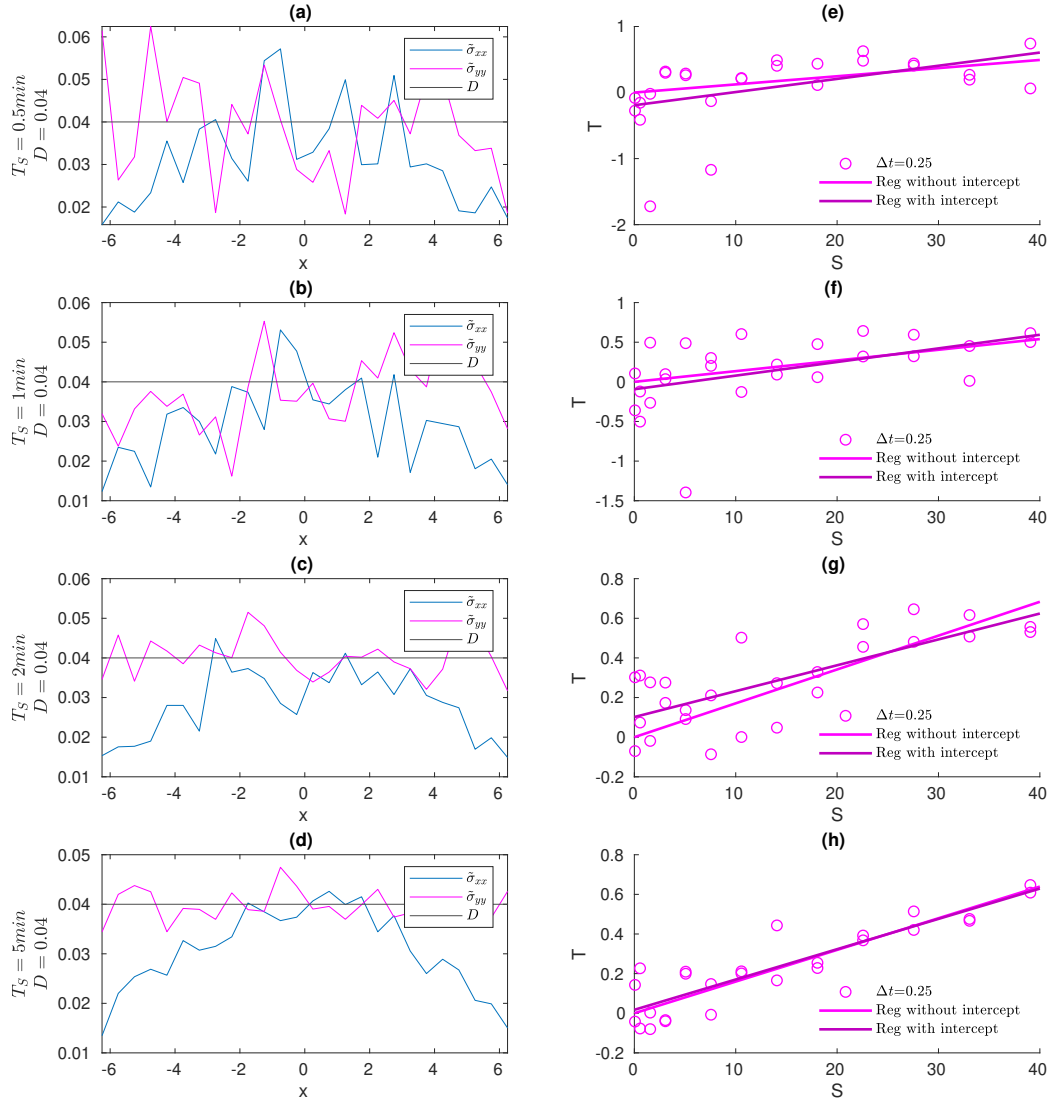 (a)
T_S = 0.5min
D = 0.04
0.06
0.05
0.04
0.03
0.02
σ̃_xx
σ̃_yy
D
-6 -4 -2 0 2 4 6
x
(e)
T
1
0
-1
-2
Δt=0.25
Reg without intercept
Reg with intercept
0 10 20 30 40
S
(b)
T_S = 1min
D = 0.04
0.06
0.05
0.04
0.03
0.02
0.01
σ̃_xx
σ̃_yy
D
-6 -4 -2 0 2 4 6
x
(f)
T
1
0.5
0
-0.5
-1
-1.5
Δt=0.25
Reg without intercept
Reg with intercept
0 10 20 30 40
S
(c)
T_S = 2min
D = 0.04
0.06
0.05
0.04
0.03
0.02
0.01
σ̃_xx
σ̃_yy
D
-6 -4 -2 0 2 4 6
x
(g)
T
0.8
0.6
0.4
0.2
0
-0.2
Δt=0.25
Reg without intercept
Reg with intercept
0 10 20 30 40
S
(d)
T_S = 5min
D = 0.04
0.05
0.04
0.03
0.02
0.01
σ̃_xx
σ̃_yy
D
-6 -4 -2 0 2 4 6
x
(h)
T
0.8
0.6
0.4
0.2
0
-0.2
Δt=0.25
Reg without intercept
Reg with intercept
0 10 20 30 40
S